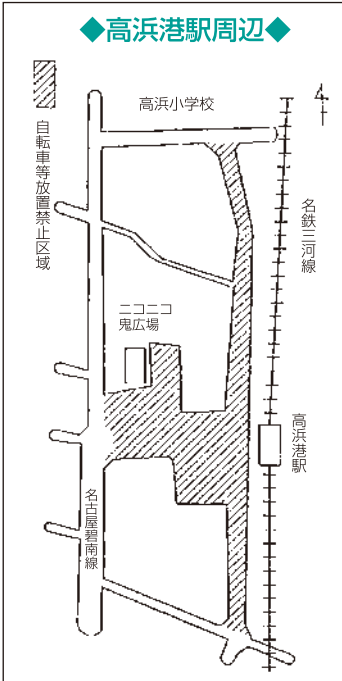 ◆高浜港駅周辺◆
自転車等放置禁止区域
高浜小学校
名鉄三河線
ニコニコ
鬼広場
高浜港駅
名古屋碧南線